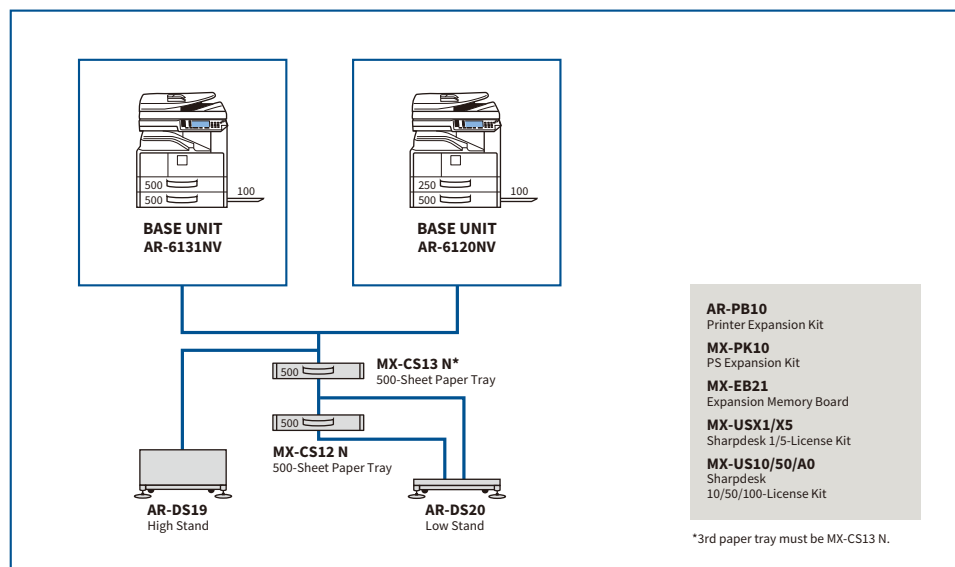 500
500
100
BASE UNIT
AR-6131NV
250
500
100
BASE UNIT
AR-6120NV
500
MX-CS13 N*
500-Sheet Paper Tray
500
MX-CS12 N
500-Sheet Paper Tray
AR-DS19
High Stand
AR-DS20
Low Stand
AR-PB10
Printer Expansion Kit
MX-PK10
PS Expansion Kit
MX-EB21
Expansion Memory Board
MX-USX1/X5
Sharpdesk 1/5-License Kit
MX-US10/50/A0
Sharpdesk
10/50/100-License Kit
*3rd paper tray must be MX-CS13 N.